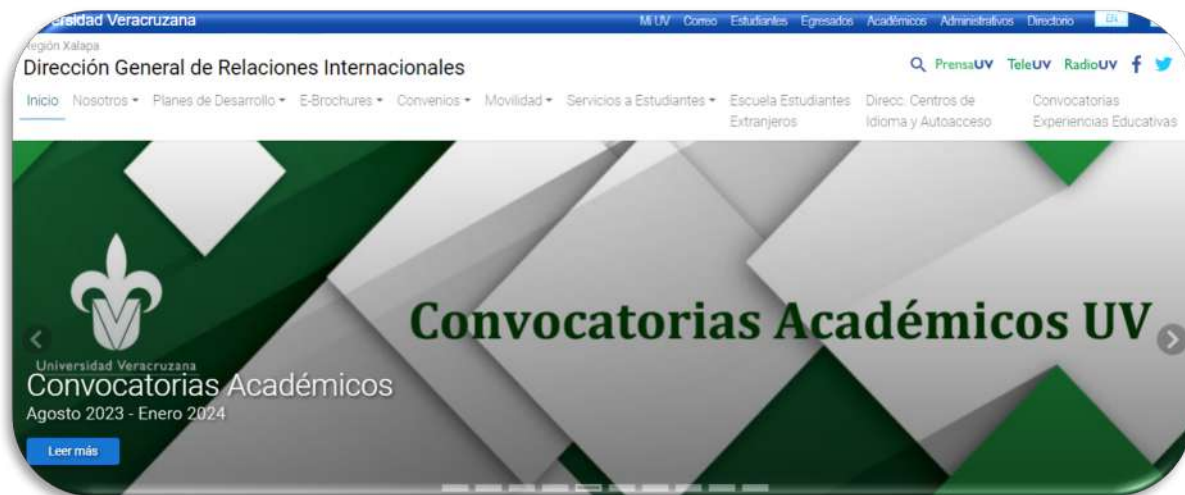 Universidad Veracruzana
Mi UV Correo Estudiantes Egresados Académicos Administrativos Directorio EN
Región Xalapa
Dirección General de Relaciones Internacionales
PrensaUV TeleUV RadioUV
Inicio Nosotros Planes de Desarrollo E-Brochures Convenios Movilidad Servicios a Estudiantes Escuela Estudiantes Direcc. Centros de Convocatorias
Extranjeros Idioma y Autoacceso Experiencias Educativas
Convocatorias Académicos UV
Universidad Veracruzana
Convocatorias Académicos
Agosto 2023 - Enero 2024
Leer más